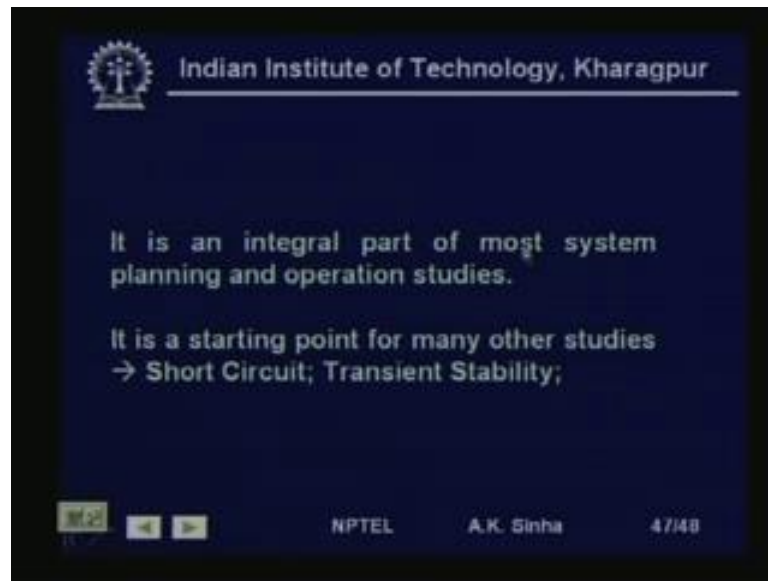 Indian Institute of Technology, Kharagpur
It is an integral part of most system
planning and operation studies.
It is a starting point for many other studies
→ Short Circuit; Transient Stability;
NPTEL A.K. Sinha 47/48